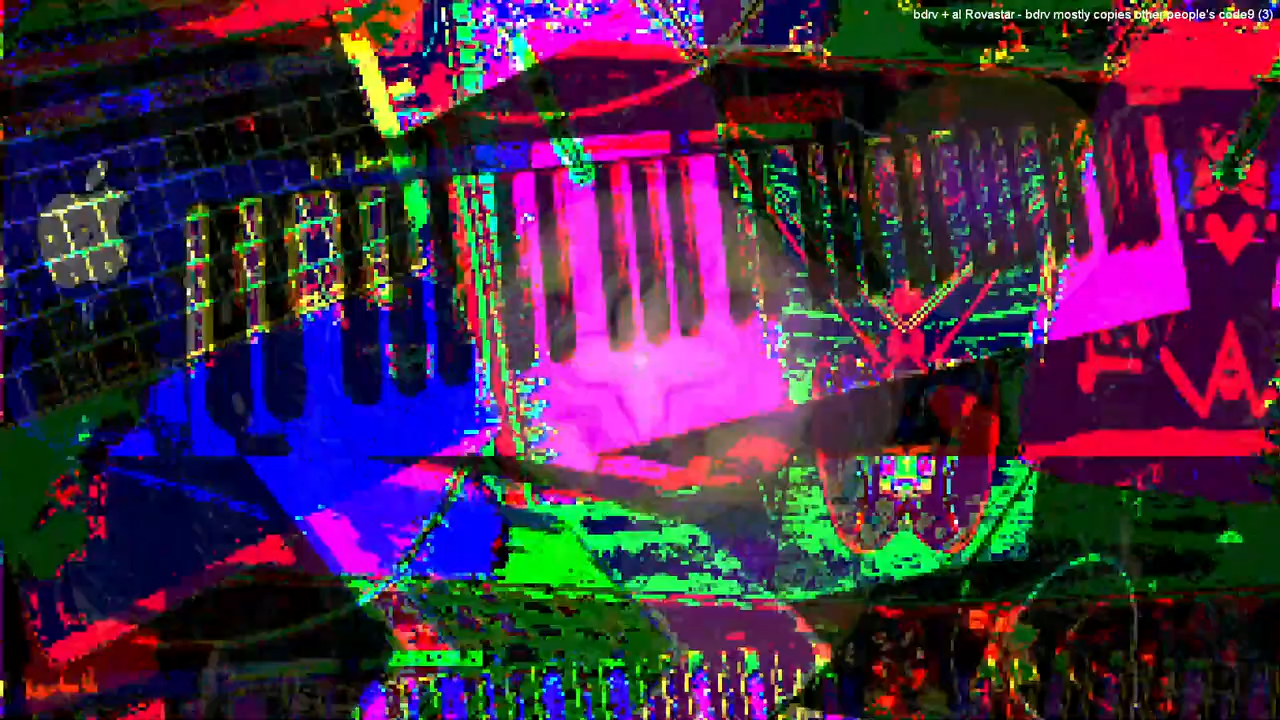 bdrv + al Rovastar - bdrv mostly copies other people's code9 (3)